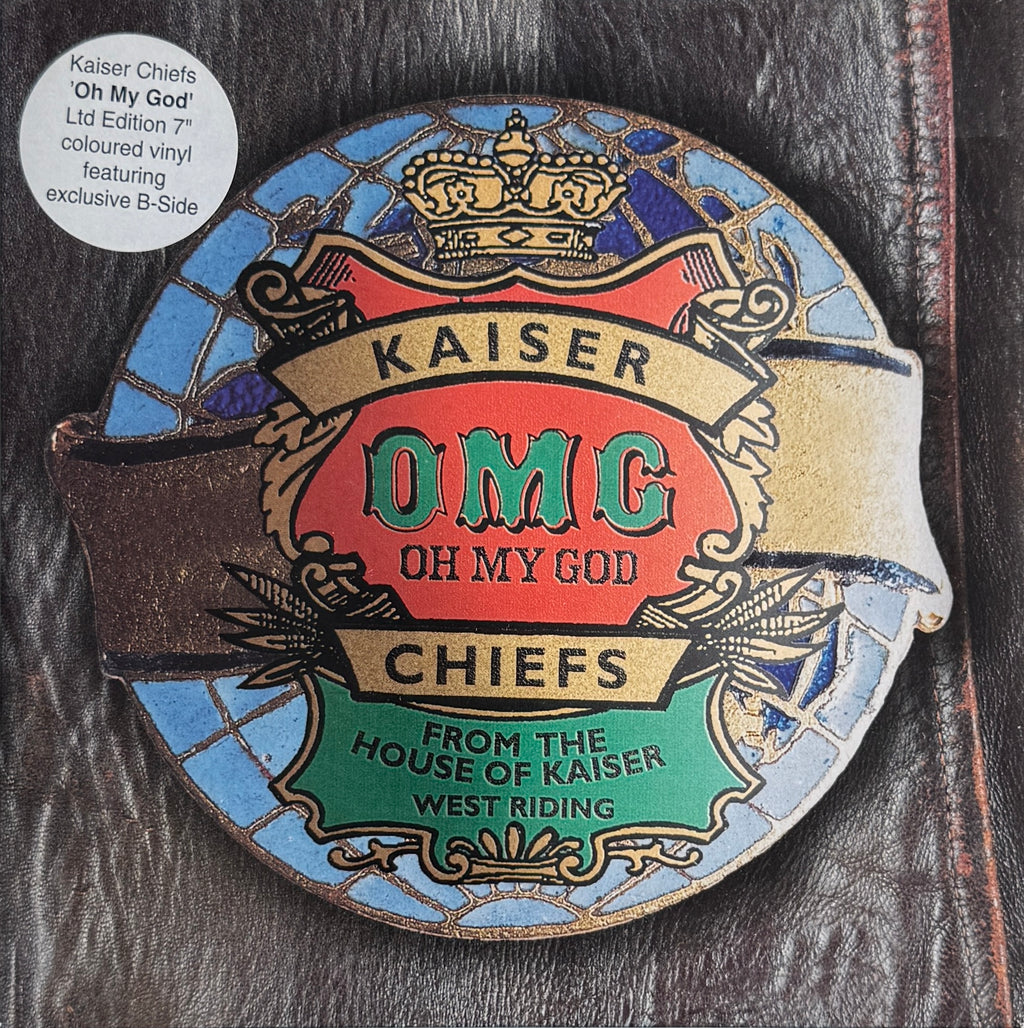 Kaiser Chiefs
'Oh My God'
Ltd Edition 7"
coloured vinyl
featuring
exclusive B-Side
KAISER
OMG
OH MY GOD
CHIEFS
FROM THE
HOUSE OF KAISER
WEST RIDING